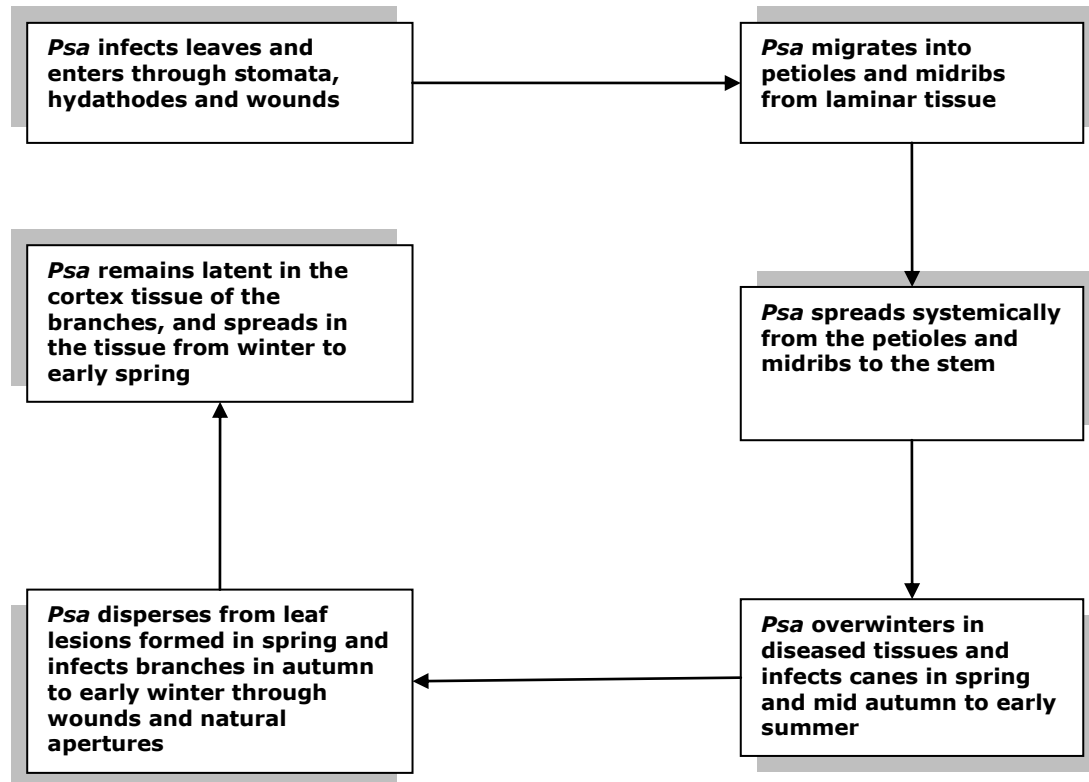 Psa infects leaves and
enters through stomata,
hydathodes and wounds
Psa migrates into
petioles and midribs
from laminar tissue
Psa spreads systemically
from the petioles and
midribs to the stem
Psa overwinters in
diseased tissues and
infects canes in spring
and mid autumn to early
summer
Psa disperses from leaf
lesions formed in spring and
infects branches in autumn
to early winter through
wounds and natural
apertures
Psa remains latent in the
cortex tissue of the
branches, and spreads in
the tissue from winter to
early spring